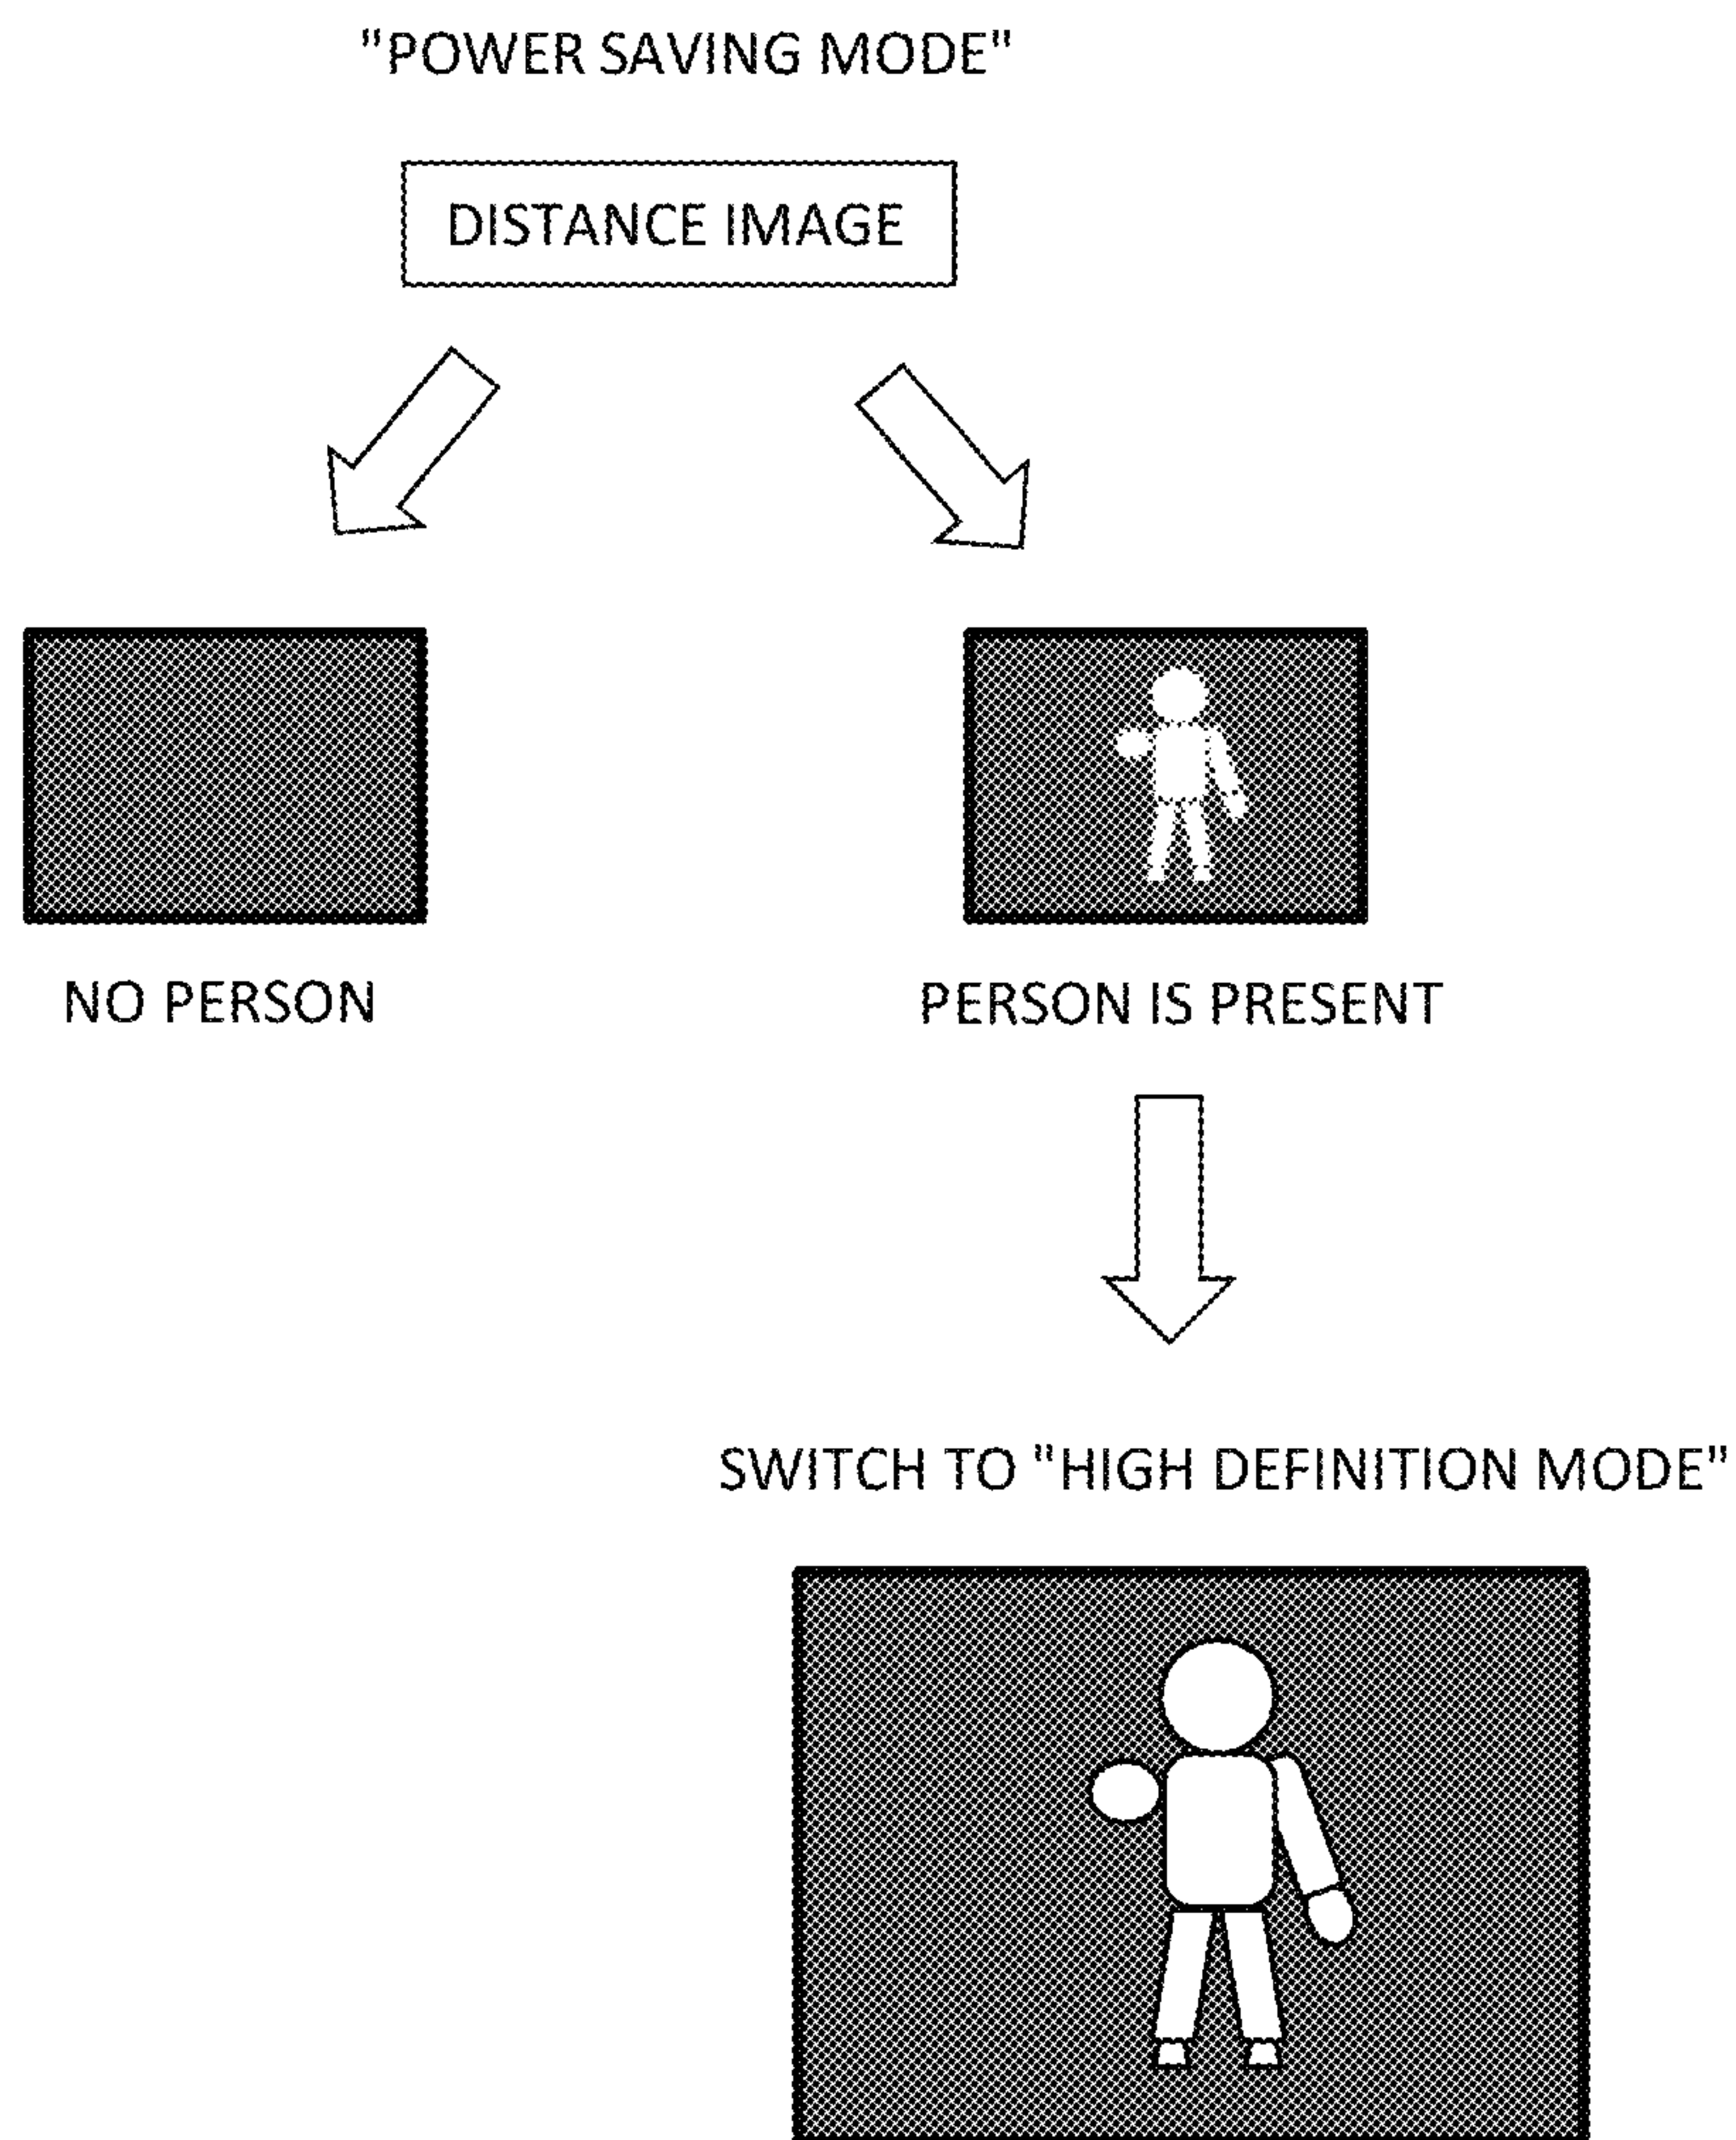 "POWER SAVING MODE"
DISTANCE IMAGE
NO PERSON
PERSON IS PRESENT
SWITCH TO "HIGH DEFINITION MODE"